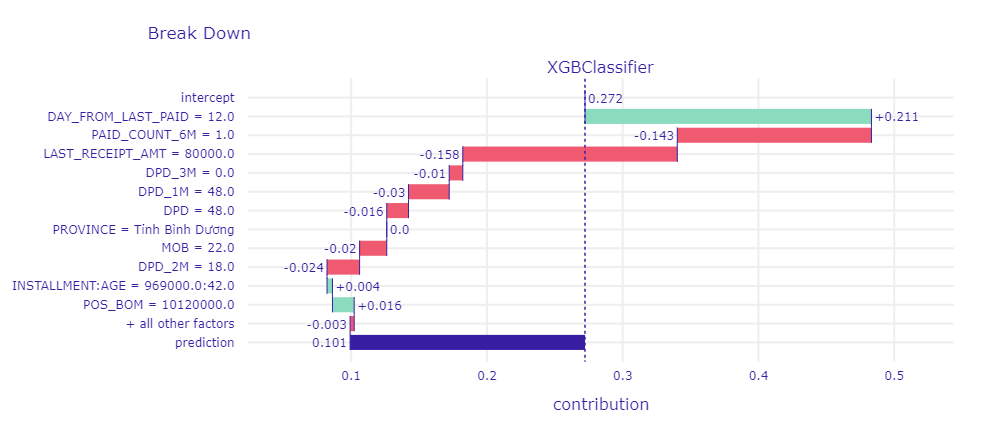 Break Down
XGBClassifier
intercept 0.272
DAY_FROM_LAST_PAID = 12.0 +0.211
PAID_COUNT_6M = 1.0 -0.143
LAST_RECEIPT_AMT = 80000.0 -0.158
DPD_3M = 0.0 -0.01
DPD_1M = 48.0 -0.03
DPD = 48.0 -0.016
PROVINCE = Tỉnh Bình Dương 0.0
MOB = 22.0 -0.02
DPD_2M = 18.0 -0.024
INSTALLMENT:AGE = 969000.0:42.0 +0.004
POS_BOM = 10120000.0 +0.016
+ all other factors -0.003
prediction 0.101
0.1 0.2 0.3 0.4 0.5
contribution